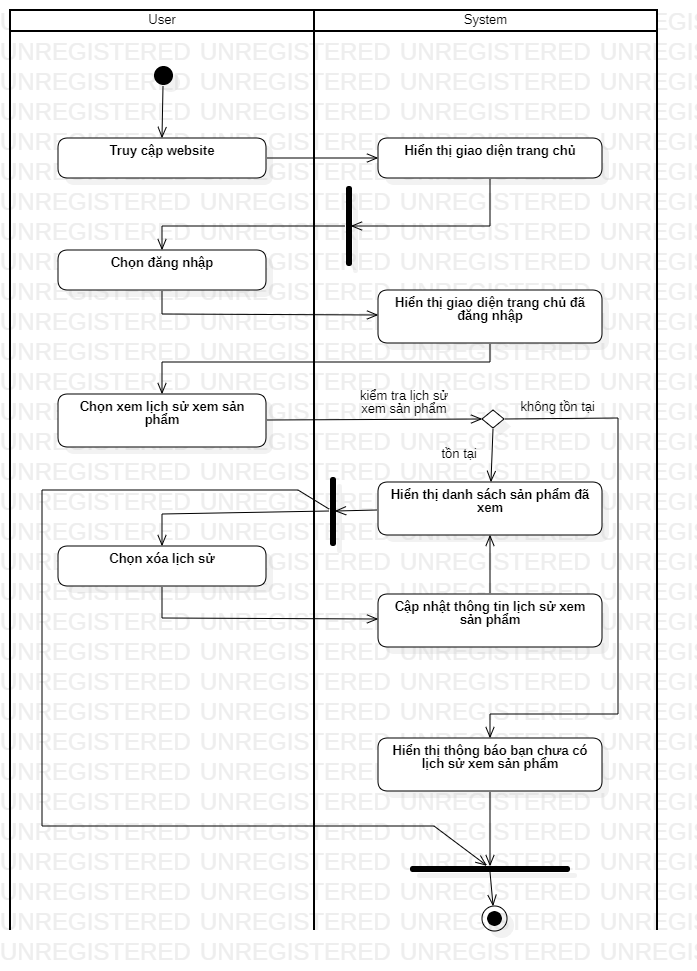 User
System
Truy cập website
Hiển thị giao diện trang chủ
Chọn đăng nhập
Hiển thị giao diện trang chủ đã
đăng nhập
Chọn xem lịch sử xem sản
phẩm
kiểm tra lịch sử
xem sản phẩm
không tồn tại
tồn tại
Hiển thị danh sách sản phẩm đã
xem
Chọn xóa lịch sử
Cập nhật thông tin lịch sử xem
sản phẩm
Hiển thị thông báo bạn chưa có
lịch sử xem sản phẩm
UNREGISTERED